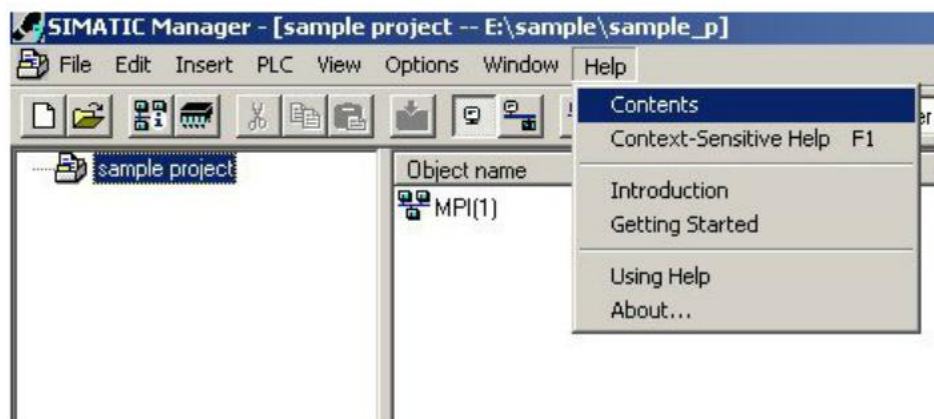 SIMATIC Manager - [sample project -- E:\sample\sample_p]
File Edit Insert PLC View Options Window Help
Contents
Context-Sensitive Help F1
Introduction
Getting Started
Using Help
About...
sample project
Object name
MPI(1)